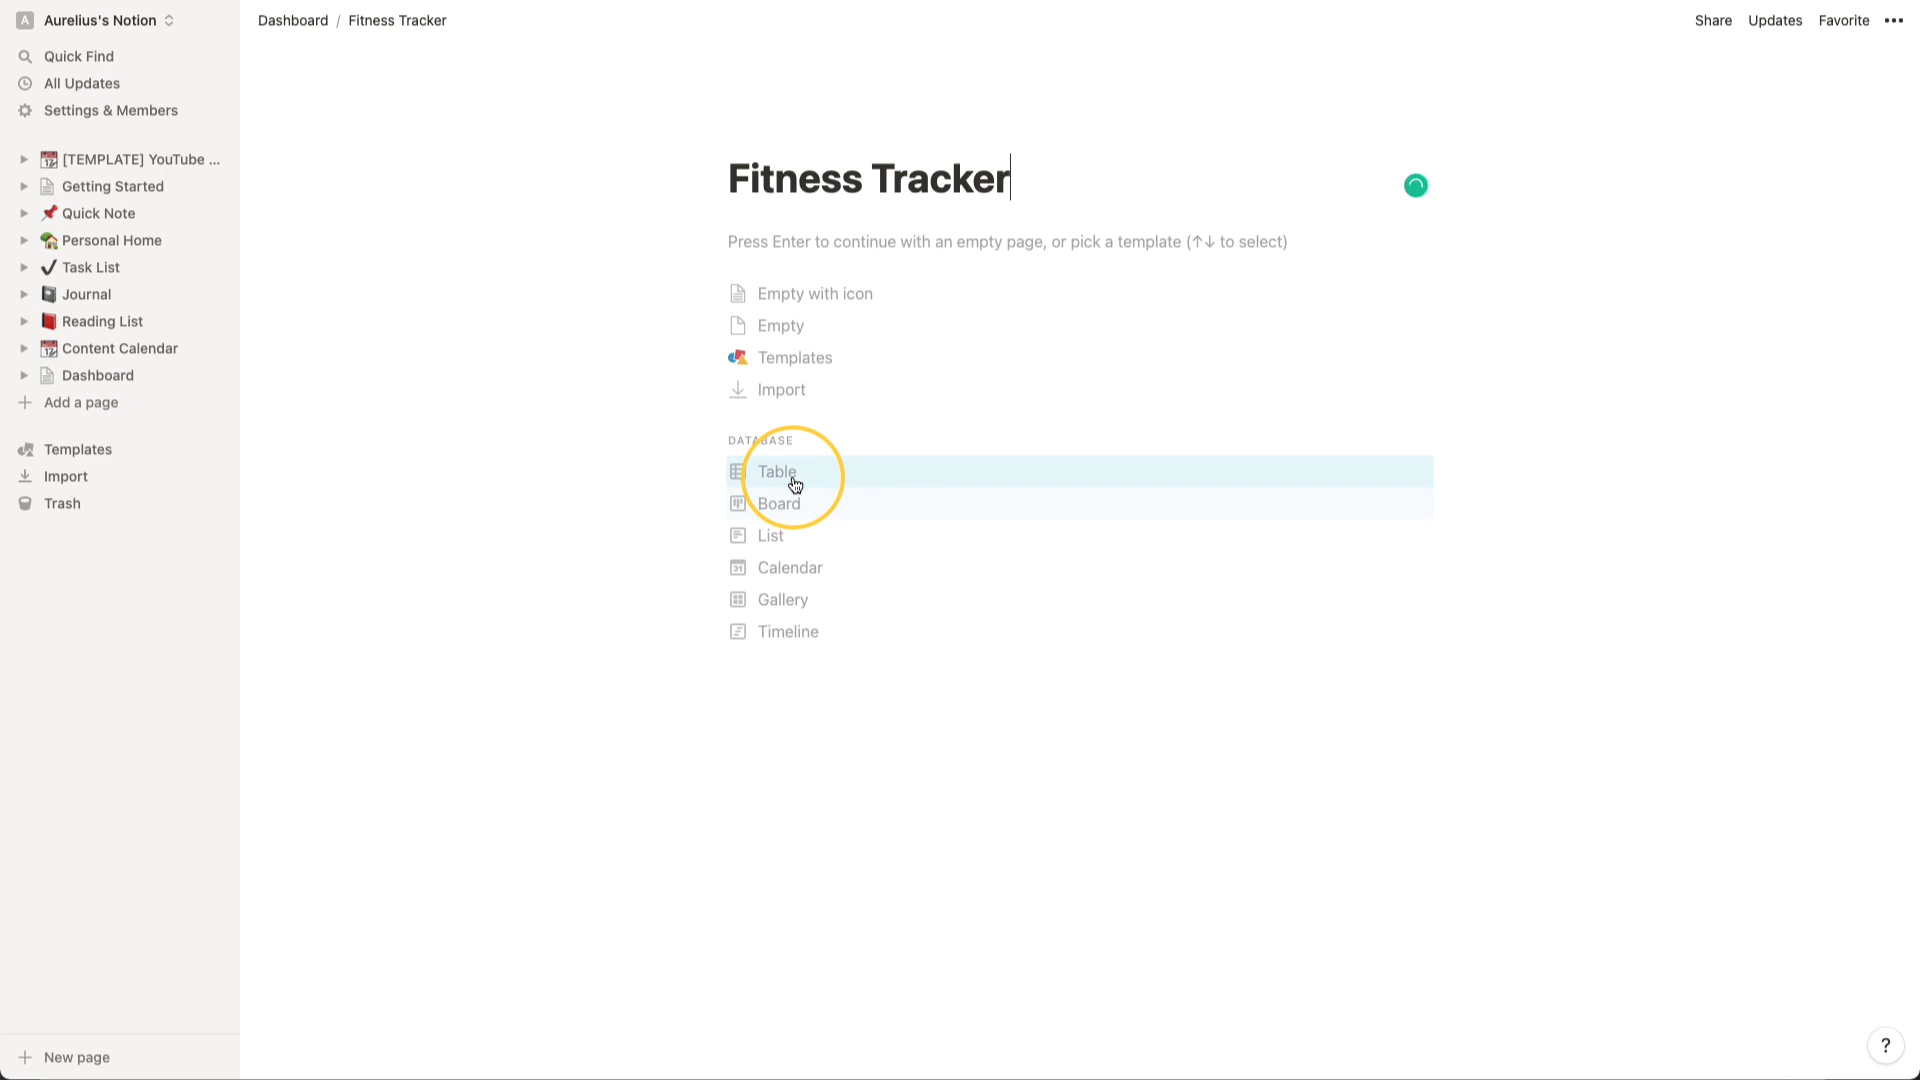 A Aurelius's Notion
Dashboard / Fitness Tracker
Share Updates Favorite •••
Quick Find
All Updates
Settings & Members
[TEMPLATE] YouTube ...
Getting Started
Quick Note
Personal Home
Task List
Journal
Reading List
Content Calendar
Dashboard
+ Add a page
Templates
Import
Trash
+ New page
Fitness Tracker
Press Enter to continue with an empty page, or pick a template (↑↓ to select)
Empty with icon
Empty
Templates
Import
DATABASE
Table
Board
List
31 Calendar
Gallery
Timeline
?